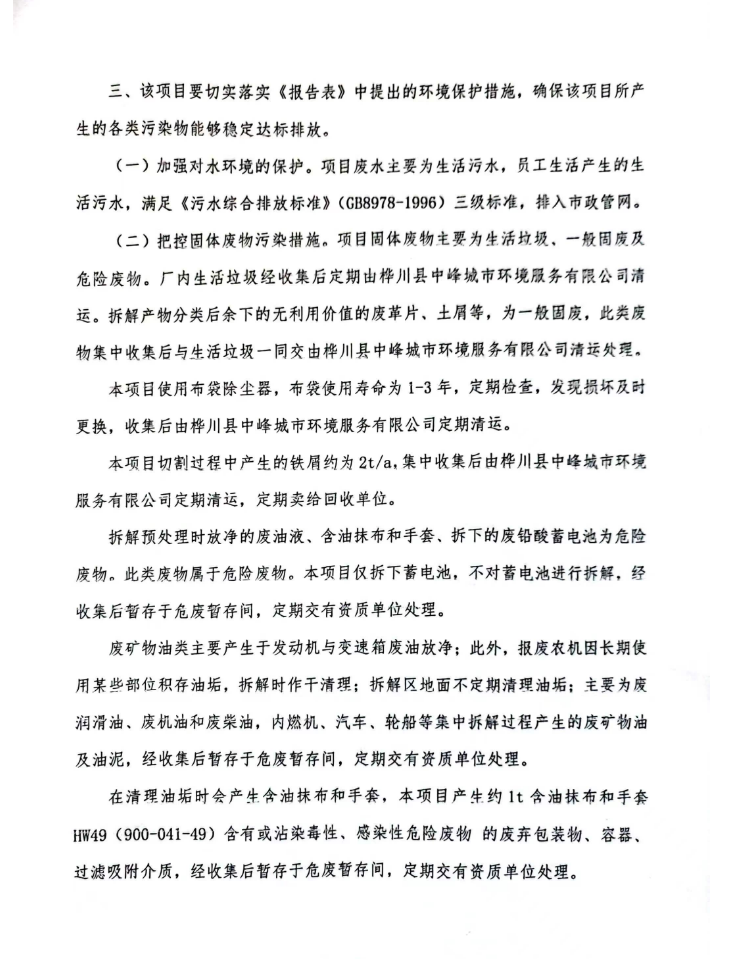 三、该项目要切实落实《报告表》中提出的环境保护措施，确保该项目所产
生的各类污染物能够稳定达标排放。
（一）加强对水环境的保护。项目废水主要为生活污水，员工生活产生的生
活污水，满足《污水综合排放标准》（GB8978-1996）三级标准，排入市政管网。
（二）把控固体废物污染措施。项目固体废物主要为生活垃圾、一般固废及
危险废物。厂内生活垃圾经收集后定期由桦川县中峰城市环境服务有限公司清
运。拆解产物分类后余下的无利用价值的废革片、土屑等，为一般固废，此类废
物集中收集后与生活垃圾一同交由桦川县中峰城市环境服务有限公司清运处理。
本项目使用布袋除尘器，布袋使用寿命为 1-3 年，定期检查，发现损坏及时
更换，收集后由桦川县中峰城市环境服务有限公司定期清运。
本项目切割过程中产生的铁屑约为 2t/a，集中收集后由桦川县中峰城市环境
服务有限公司定期清运，定期卖给回收单位。
拆解预处理时放净的废油液、含油抹布和手套、拆下的废铅酸蓄电池为危险
废物。此类废物属于危险废物。本项目仅拆下蓄电池，不对蓄电池进行拆解，经
收集后暂存于危废暂存间，定期交有资质单位处理。
废矿物油类主要产生于发动机与变速箱废油放净；此外，报废农机因长期使
用某些部位积存油垢，拆解时作干清理；拆解区地面不定期清理油垢；主要为废
润滑油、废机油和废柴油，内燃机、汽车、轮船等集中拆解过程产生的废矿物油
及油泥，经收集后暂存于危废暂存间，定期交有资质单位处理。
在清理油垢时会产生含油抹布和手套，本项目产生约 1t 含油抹布和手套
HW49（900-041-49）含有或沾染毒性、感染性危险废物 的废弃包装物、容器、
过滤吸附介质，经收集后暂存于危废暂存间，定期交有资质单位处理。